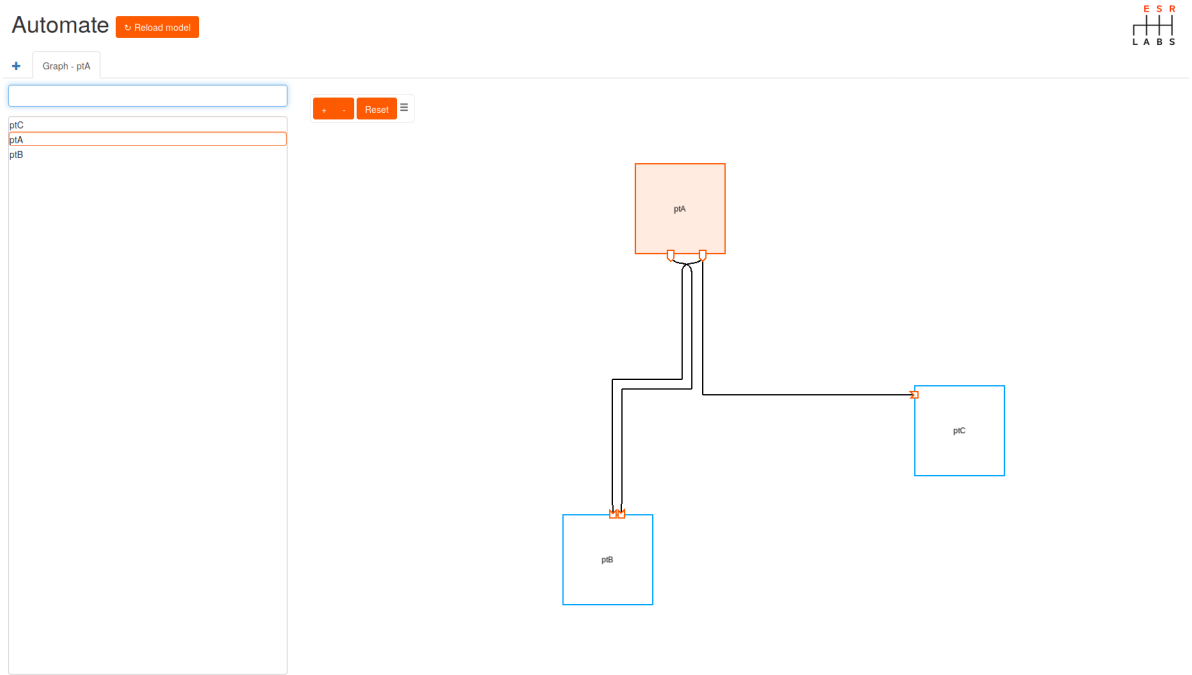 Automate
↻ Reload model
E S R
L A B S
+
Graph - ptA
ptC
ptA
ptB
+ -
Reset
☰
ptA
ptC
ptB